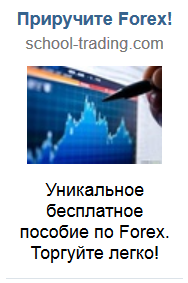 Приручите Forex!
school-trading.com
Уникальное
бесплатное
пособие по Forex.
Торгуйте легко!